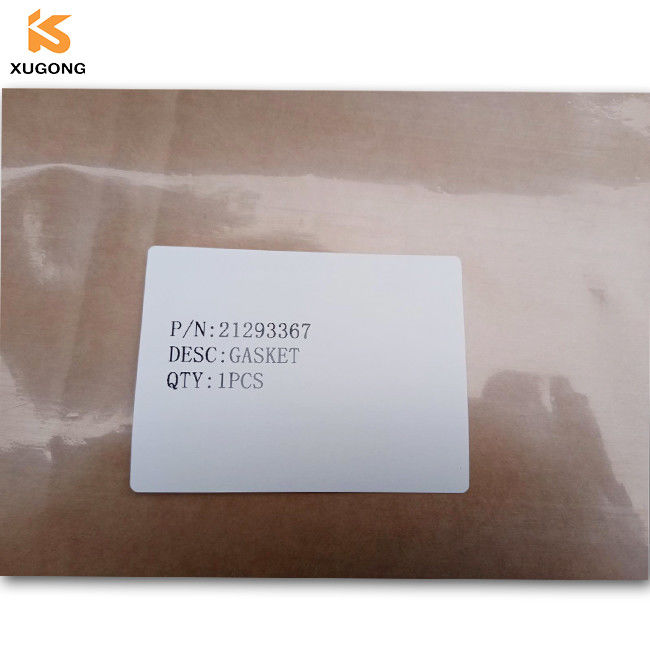 XUGONG
P/N:21293367
DESC:GASKET
QTY:1PCS